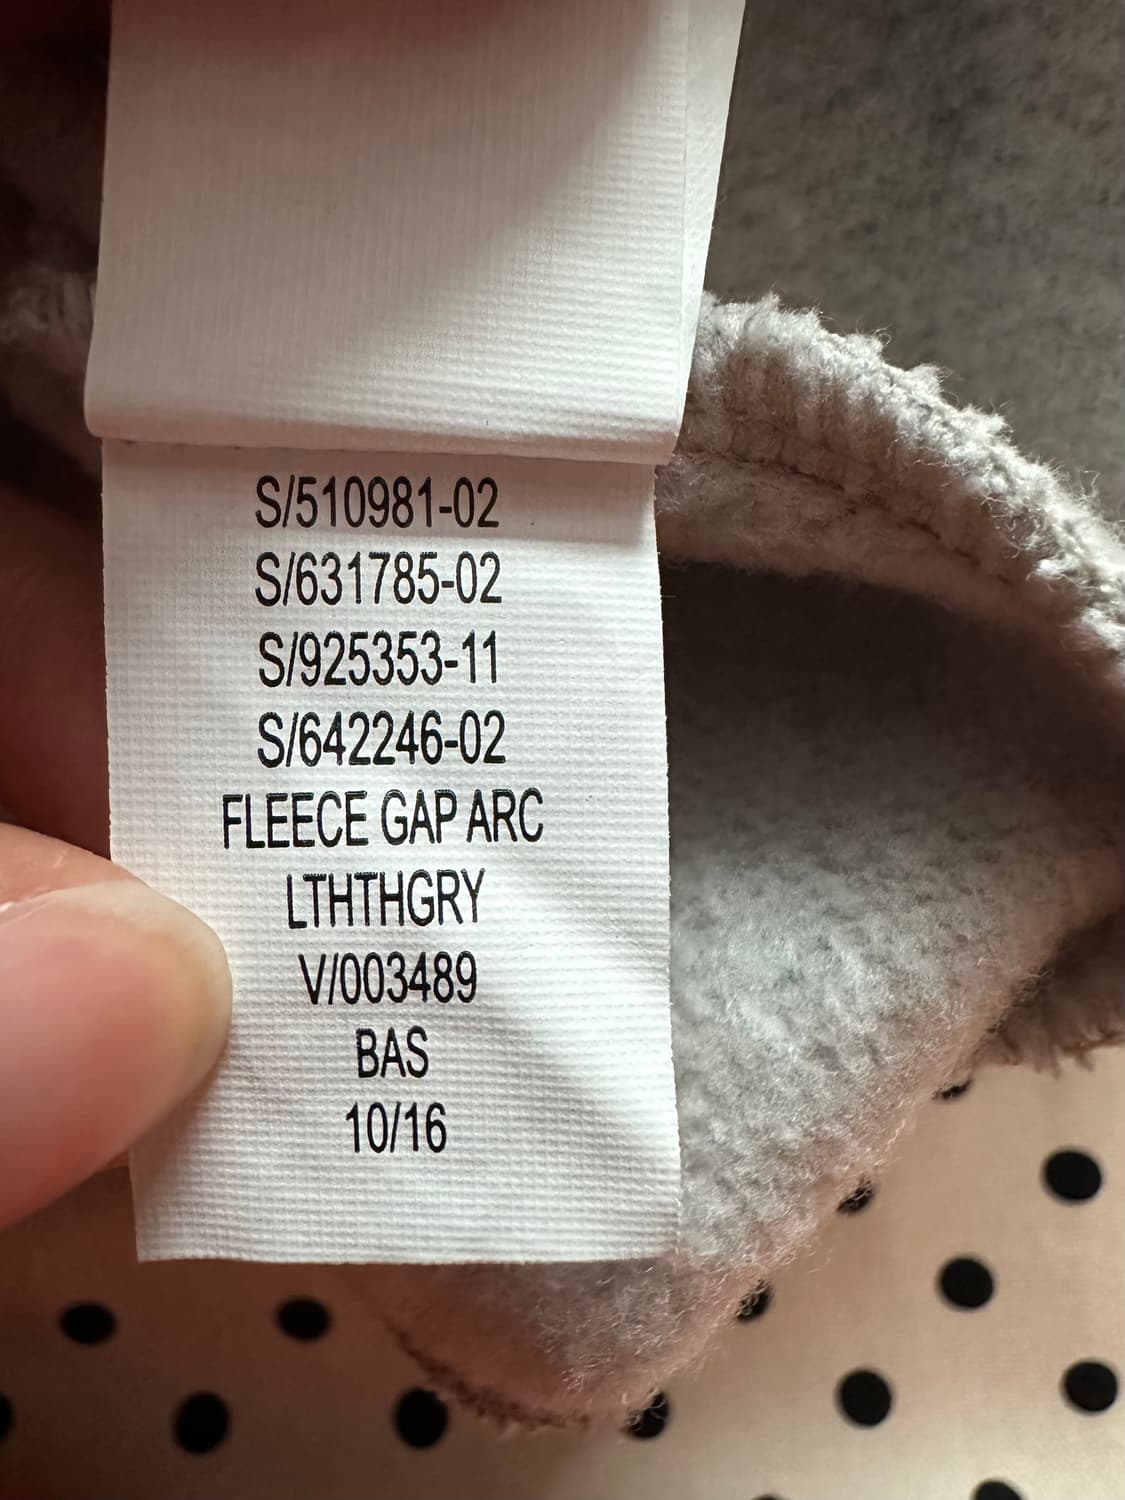 S/510981-02
S/631785-02
S/925353-11
S/642246-02
FLEECE GAP ARC
LTHTHGRY
V/003489
BAS
10/16